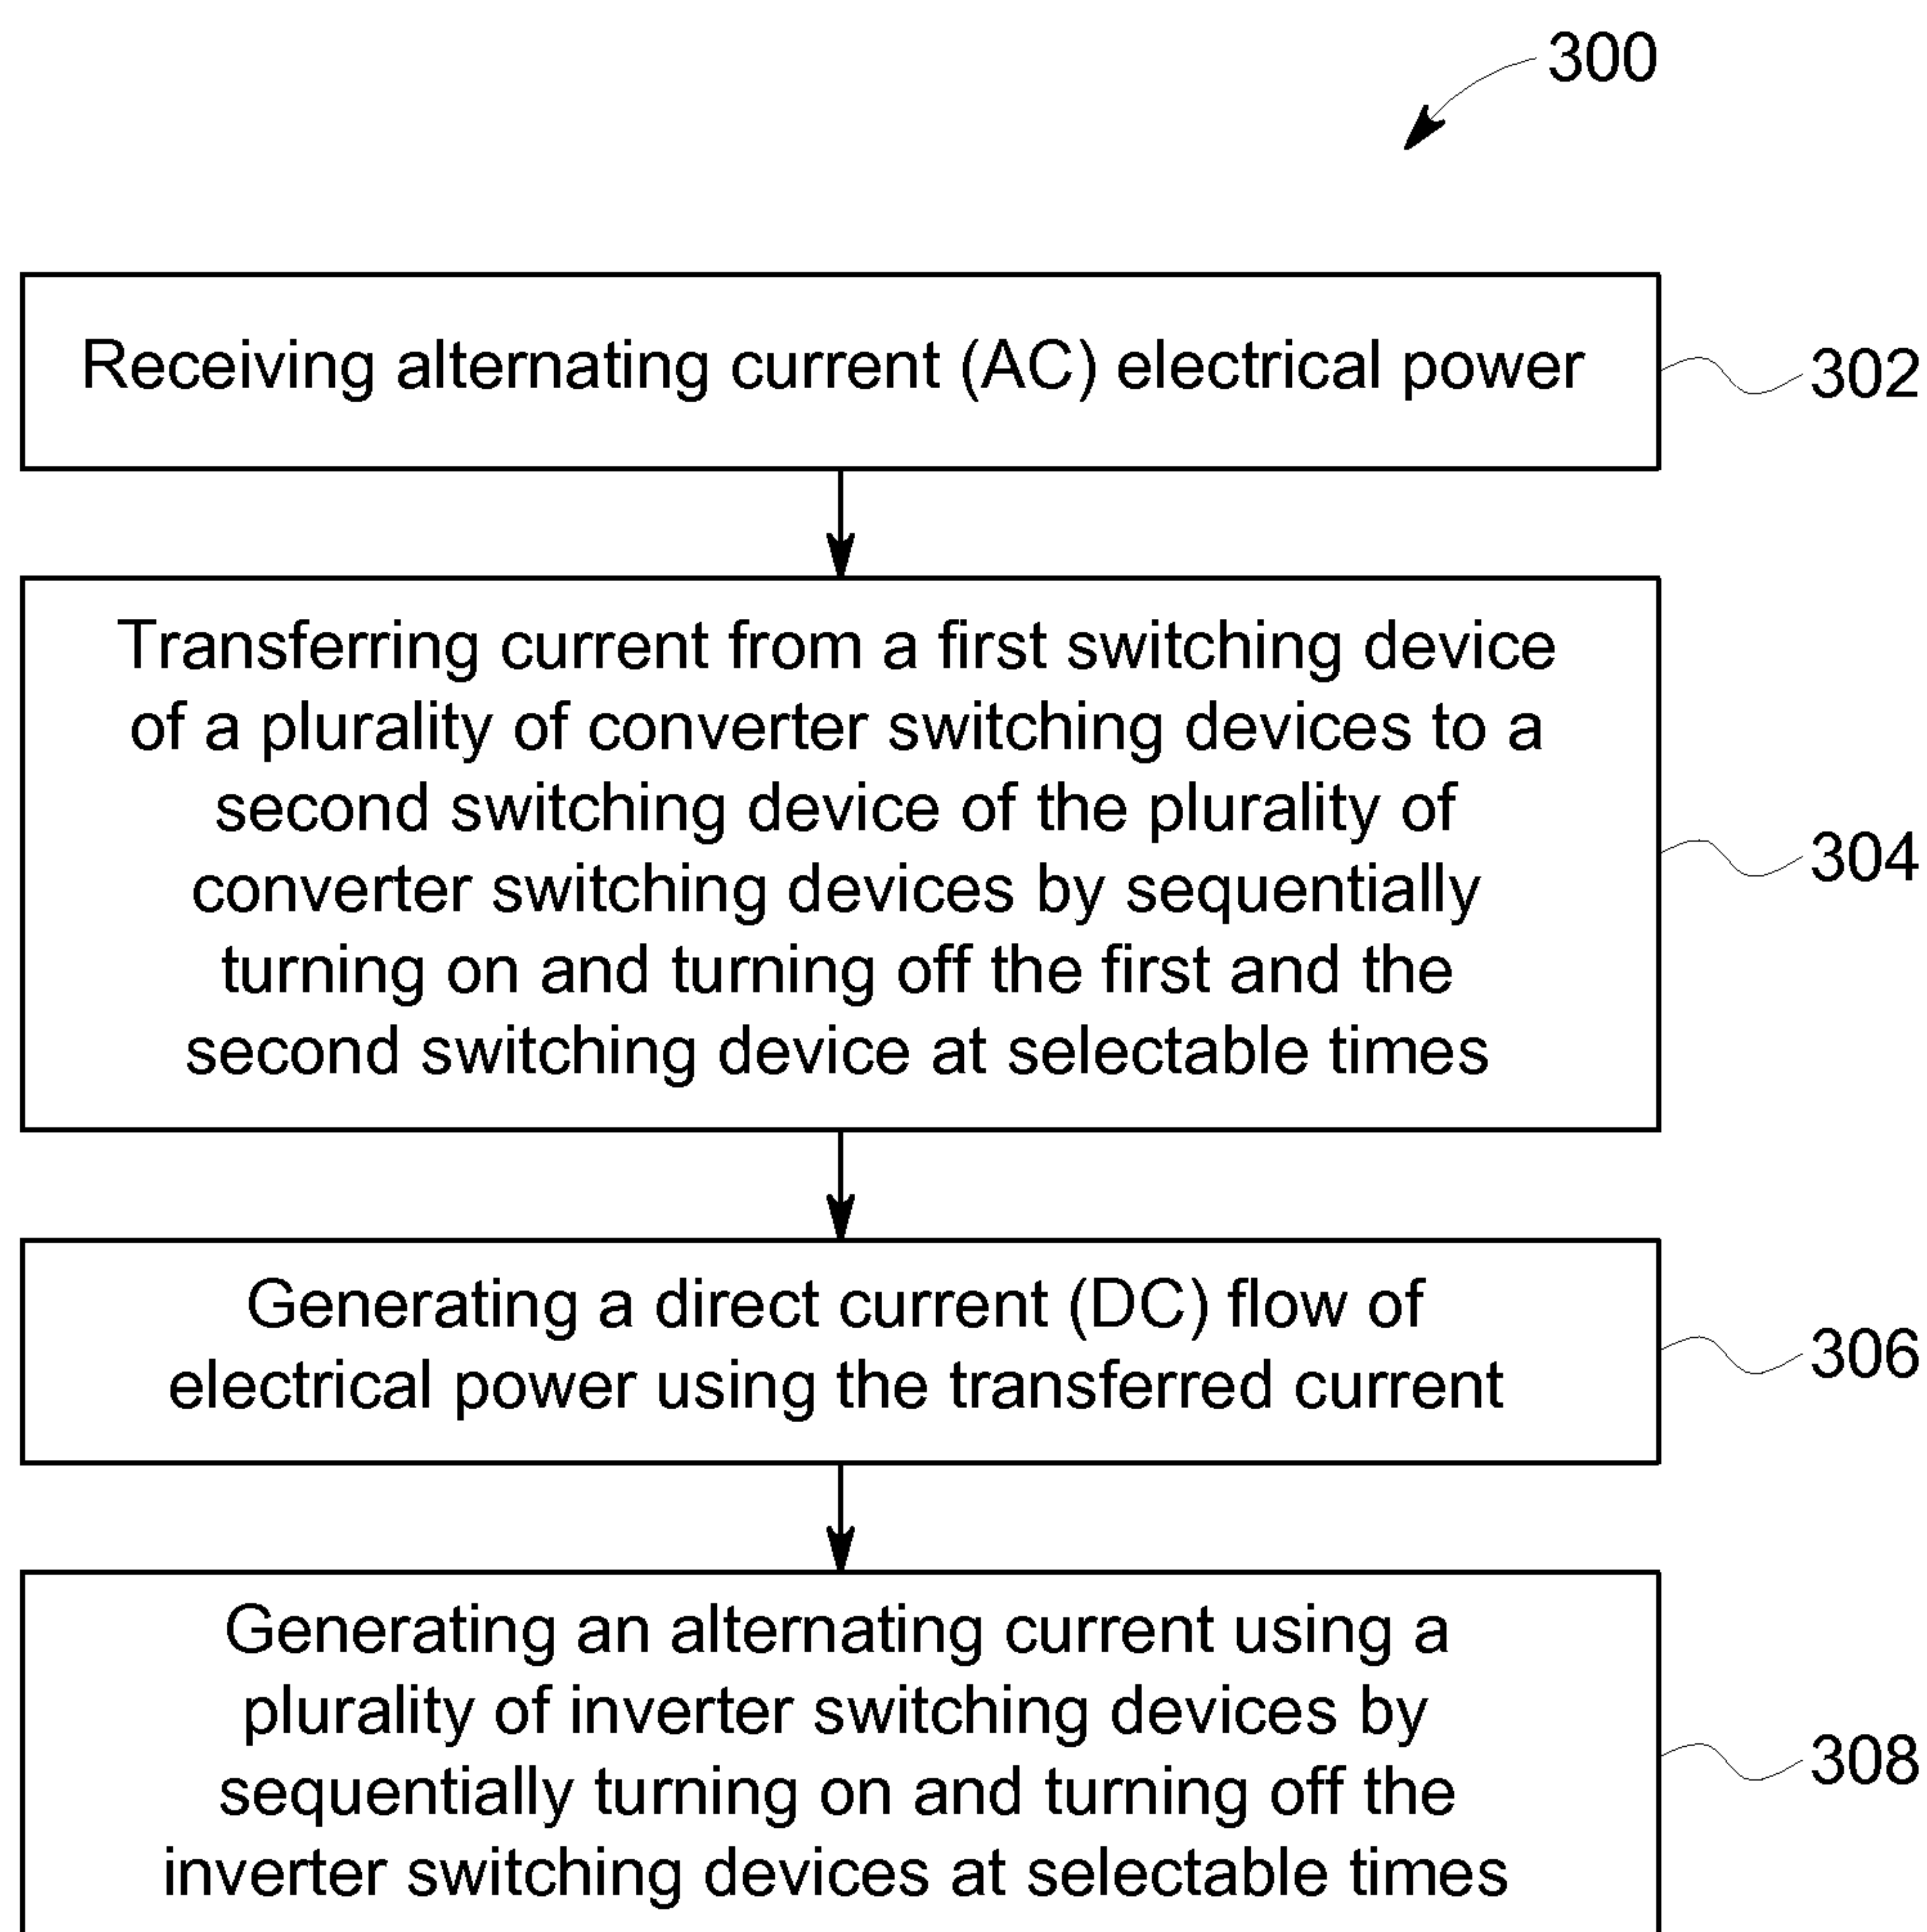 300
Receiving alternating current (AC) electrical power
302
Transferring current from a first switching device
of a plurality of converter switching devices to a
second switching device of the plurality of
converter switching devices by sequentially
turning on and turning off the first and the
second switching device at selectable times
304
Generating a direct current (DC) flow of
electrical power using the transferred current
306
Generating an alternating current using a
plurality of inverter switching devices by
sequentially turning on and turning off the
inverter switching devices at selectable times
308